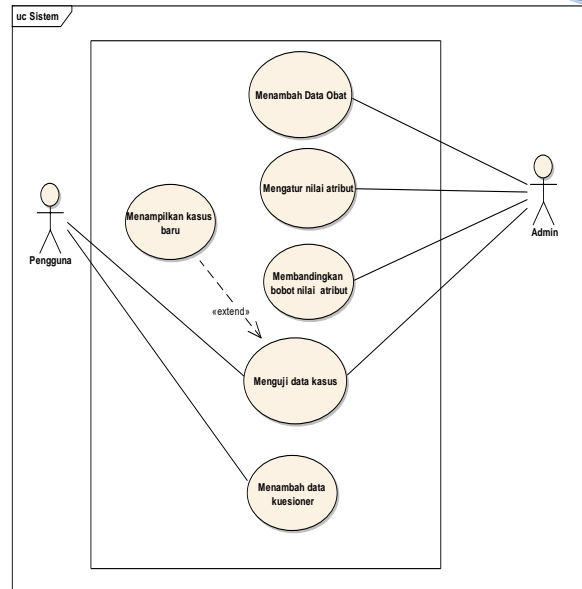 uc Sistem
Menambah Data Obat
Mengatur nilai atribut
Menampilkan kasus
baru
Pengguna
Admin
Membandingkan
bobot nilai atribut
«extend»
Menguji data kasus
Menambah data
kuesioner